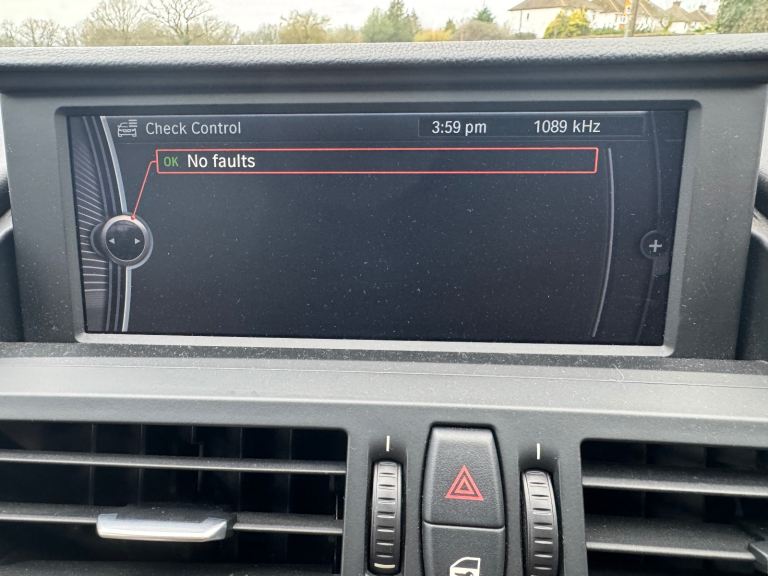 Check Control 3:59 pm 1089 kHz
OK No faults